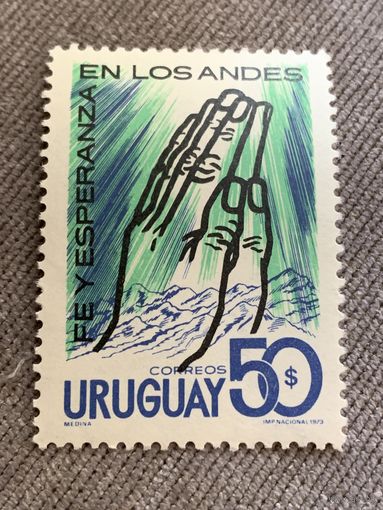 FE Y ESPERANZA
EN LOS ANDES
CORREOS
URUGUAY 50 $
MEDINA
IMP.NACIONAL 1973